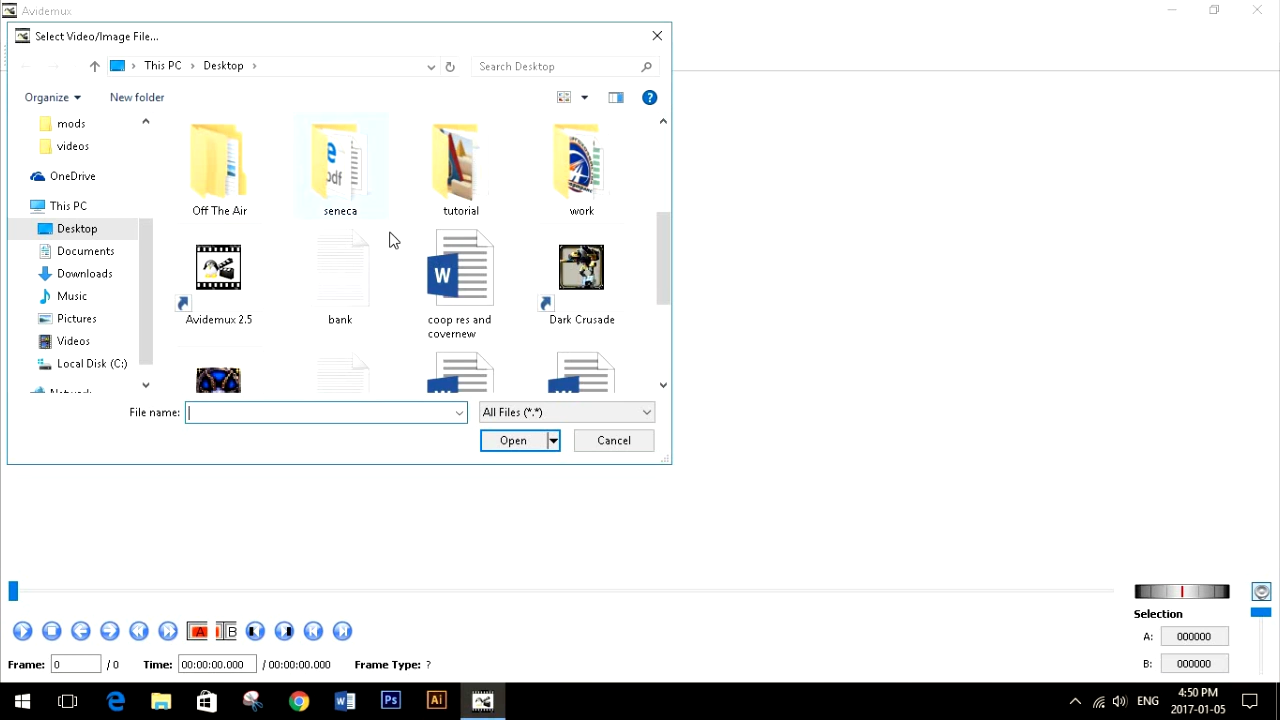 Avidemux
Select Video/Image File...
This PC
Desktop
Search Desktop
Organize
New folder
mods
videos
OneDrive
This PC
Desktop
Documents
Downloads
Music
Pictures
Videos
Local Disk (C:)
Network
Off The Air
seneca
tutorial
work
Avidemux 2.5
bank
coop res and
covernew
Dark Crusade
File name:
All Files (*.*)
Open
Cancel
Selection
A: 000000
B: 000000
A
B
Frame: 0 / 0 Time: 00:00:00.000 / 00:00:00.000 Frame Type: ?
Ps
Ai
ENG
4:50 PM
2017-01-05